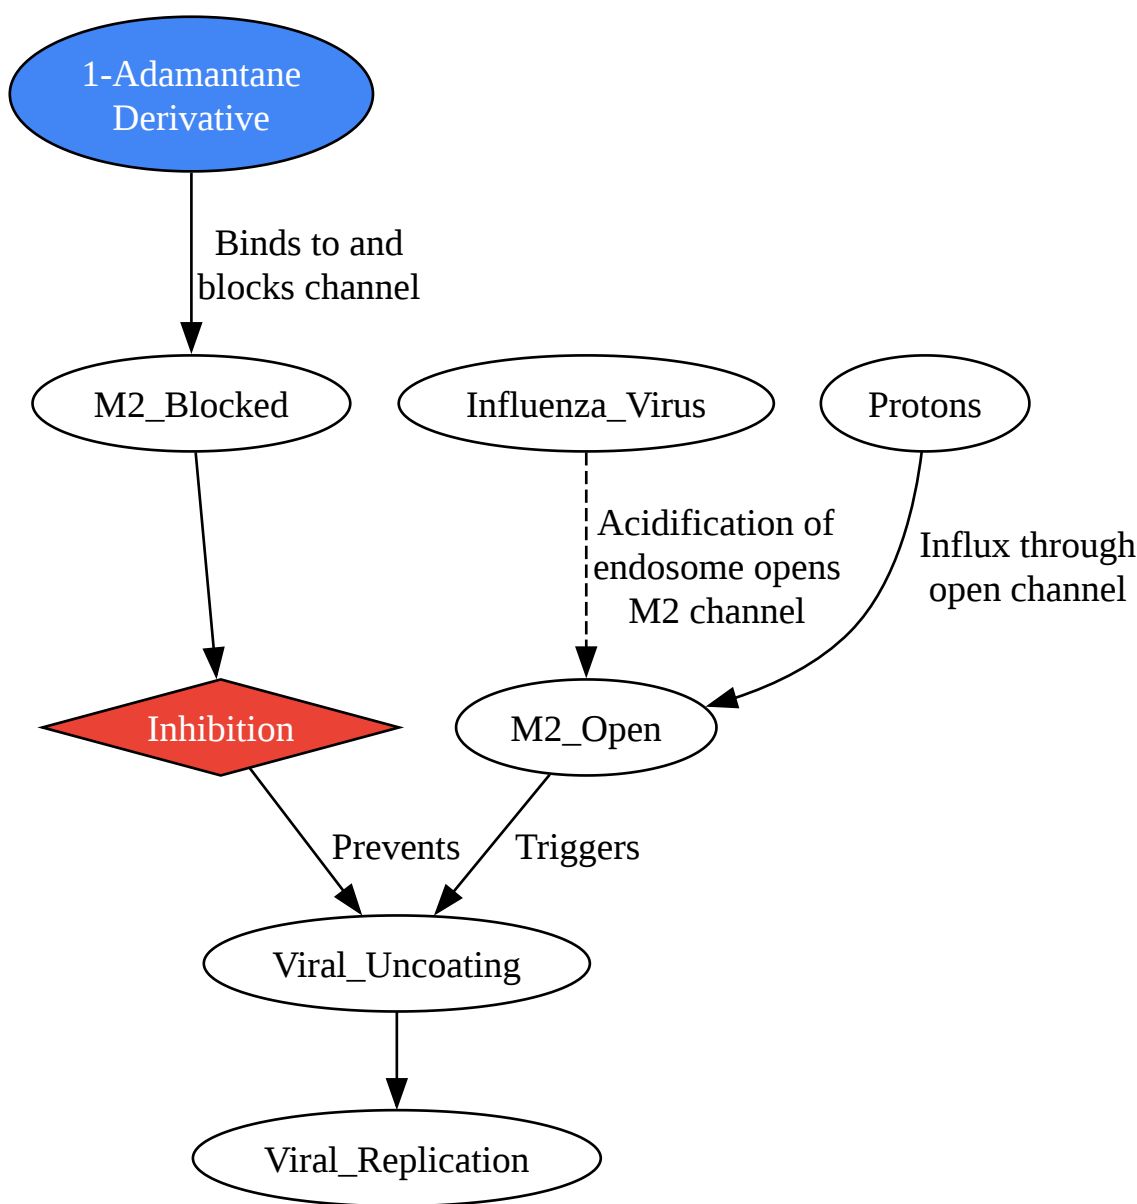 1-Adamantane
Derivative
Binds to and
blocks channel
M2_Blocked
Influenza_Virus
Protons
Acidification of
endosome opens
M2 channel
Influx through
open channel
Inhibition
M2_Open
Prevents
Triggers
Viral_Uncoating
Viral_Replication